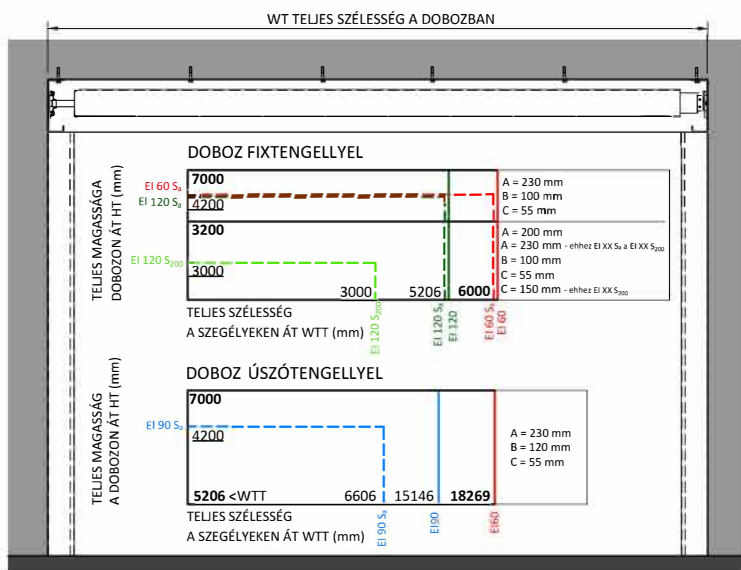 WT TELJES SZÉLESSÉG A DOBOZBAN
DOBOZ FIXTENGELLYEL
TELJES MAGASSÁGA
DOBOZON ÁT HT (mm)
EI 60 Sₐ
EI 120 Sₐ
EI 120 S₂₀₀
7000
4200
3200
3000
3000
5206
6000
A = 230 mm
B = 100 mm
C = 55 mm
A = 200 mm
A = 230 mm - ehhez EI XX Sₐ a EI XX S₂₀₀
B = 100 mm
C = 55 mm
C = 150 mm - ehhez EI XX S₂₀₀
TELJES SZÉLESSÉG
A SZEGÉLYEKEN ÁT WTT (mm)
EI 120 S₂₀₀
EI 120 Sₐ
EI 120
EI 60 Sₐ
EI 60
DOBOZ ÚSZÓTENGELLYEL
TELJES MAGASSÁG
A DOBOZON ÁT HT (mm)
EI 90 Sₐ
7000
4200
5206 <WTT
6606
15146
18269
A = 230 mm
B = 120 mm
C = 55 mm
TELJES SZÉLESSÉG
A SZEGÉLYEKEN ÁT WTT (mm)
EI 90 Sₐ
EI90
EI60